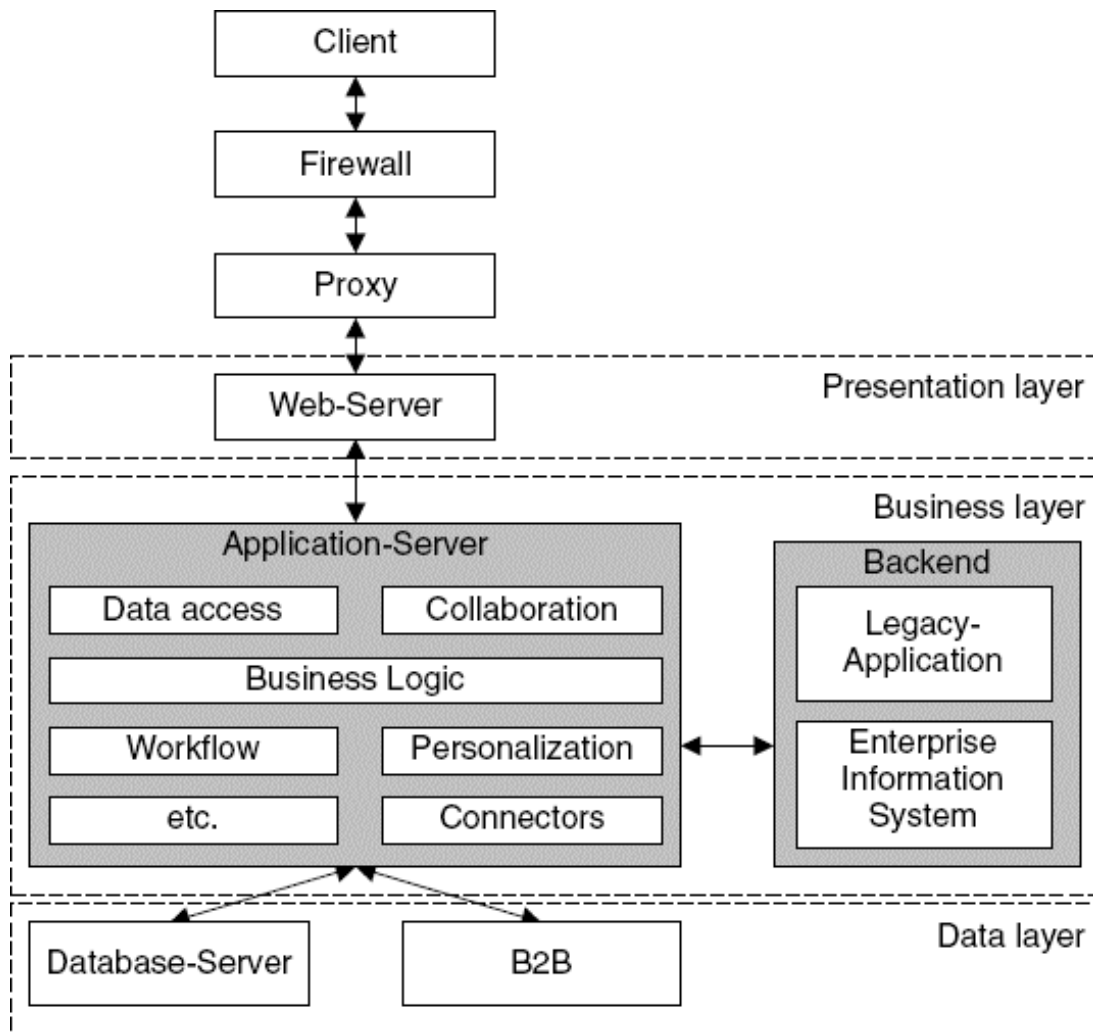 Client
Firewall
Proxy
Presentation layer
Web-Server
Business layer
Application-Server
Backend
Data access
Collaboration
Legacy-
Application
Business Logic
Workflow
Personalization
Enterprise
Information
System
etc.
Connectors
Data layer
Database-Server
B2B